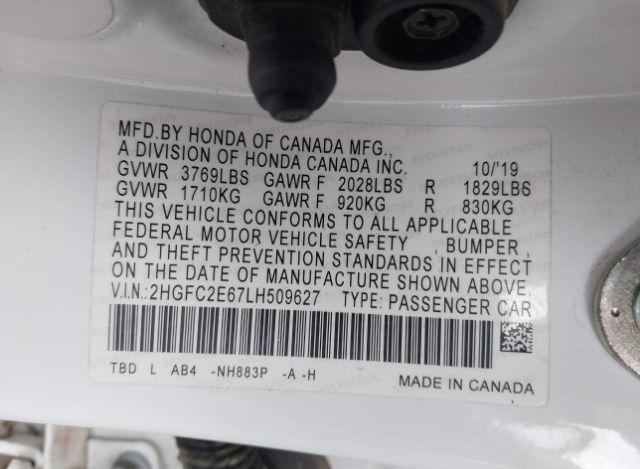 MFD.BY HONDA OF CANADA MFG.,
A DIVISION OF HONDA CANADA INC. 10/'19
GVWR 3769LBS GAWR F 2028LBS R 1829LBS
GVWR 1710KG GAWR F 920KG R 830KG
THIS VEHICLE CONFORMS TO ALL APPLICABLE
FEDERAL MOTOR VEHICLE SAFETY , BUMPER ,
AND THEFT PREVENTION STANDARDS IN EFFECT
ON THE DATE OF MANUFACTURE SHOWN ABOVE.
V.I.N.:2HGFC2E67LH509627 TYPE: PASSENGER CAR
TBD L AB4 -NH883P -A -H
MADE IN CANADA